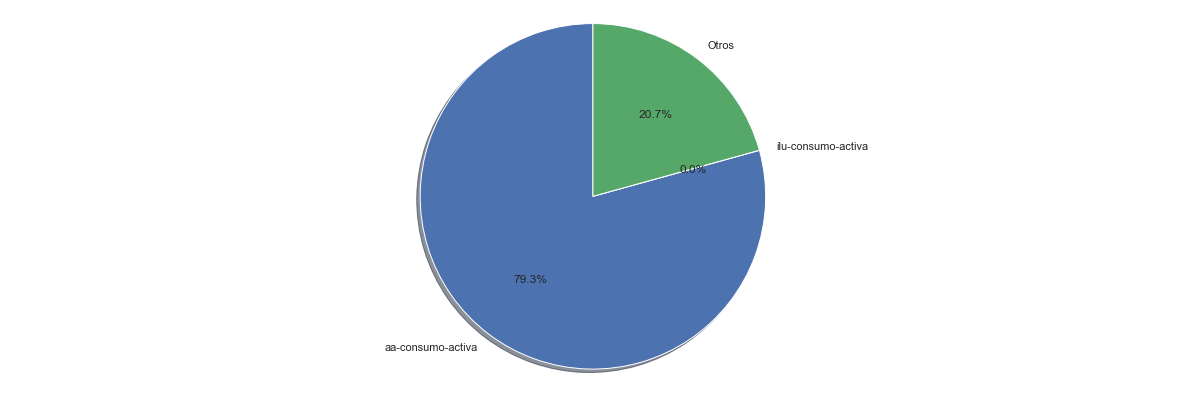 Otros
20.7%
ilu-consumo-activa
0.0%
79.3%
aa-consumo-activa